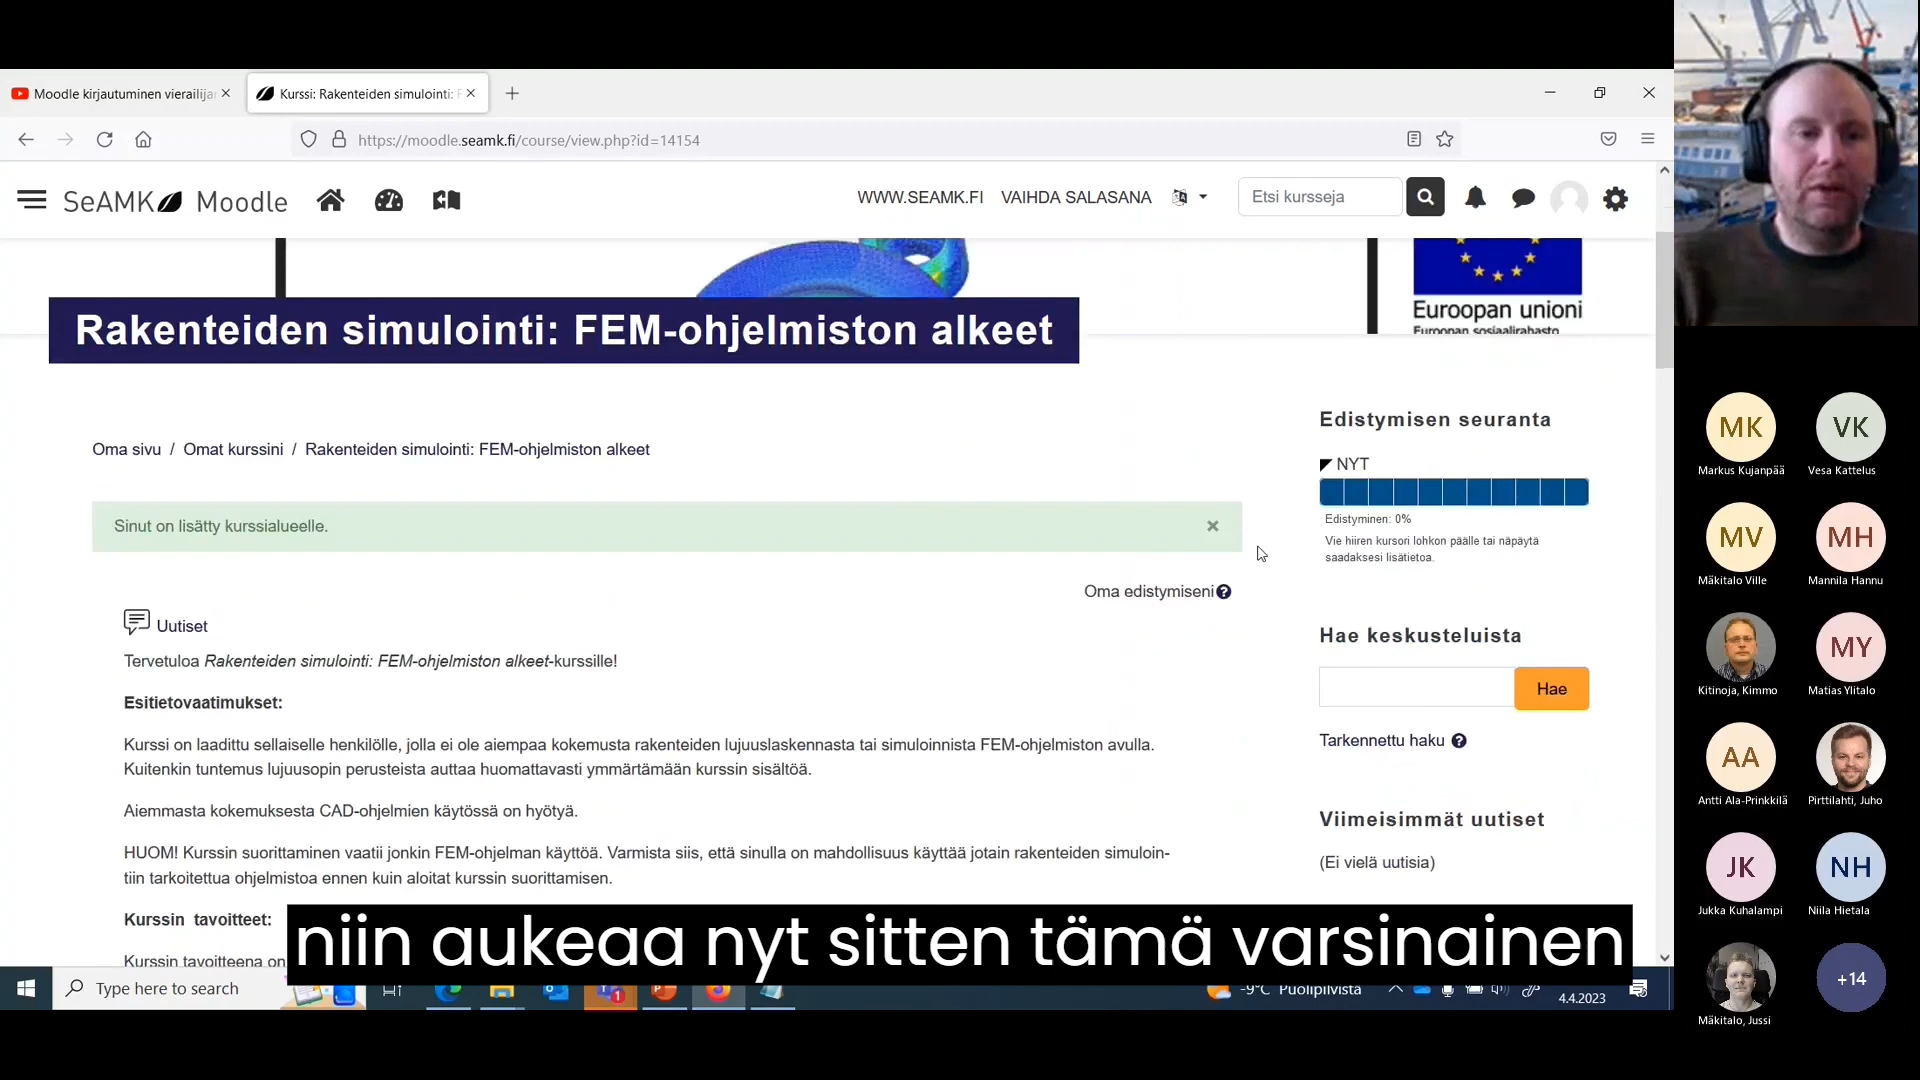 Moodle kirjautuminen vierailija
Kurssi: Rakenteiden simulointi: F
https://moodle.seamk.fi/course/view.php?id=14154
SeAMK Moodle
WWW.SEAMK.FI
VAIHDA SALASANA
Etsi kursseja
Euroopan unioni
Euroopan sosiaalirahasto
Rakenteiden simulointi: FEM-ohjelmiston alkeet
Oma sivu / Omat kurssini / Rakenteiden simulointi: FEM-ohjelmiston alkeet
Sinut on lisätty kurssialueelle.
Oma edistymiseni
Uutiset
Tervetuloa Rakenteiden simulointi: FEM-ohjelmiston alkeet-kurssille!
Esitietovaatimukset:
Kurssi on laadittu sellaiselle henkilölle, jolla ei ole aiempaa kokemusta rakenteiden lujuuslaskennasta tai simuloinnista FEM-ohjelmiston avulla.
Kuitenkin tuntemus lujuusopin perusteista auttaa huomattavasti ymmärtämään kurssin sisältöä.
Aiemmasta kokemuksesta CAD-ohjelmien käytössä on hyötyä.
HUOM! Kurssin suorittaminen vaatii jonkin FEM-ohjelman käyttöä. Varmista siis, että sinulla on mahdollisuus käyttää jotain rakenteiden simuloin-
tiin tarkoitettua ohjelmistoa ennen kuin aloitat kurssin suorittamisen.
Kurssin tavoitteet:
Kurssin tavoitteena on
Edistymisen seuranta
NYT
Edistyminen: 0%
Vie hiiren kursori lohkon päälle tai näpäytä
saadaksesi lisätietoa.
Hae keskusteluista
Hae
Tarkennettu haku
Viimeisimmät uutiset
(Ei vielä uutisia)
niin aukeaa nyt sitten tämä varsinainen
Type here to search
1
-9°C Puolipilvistä
4.4.2023
MK
Markus Kujanpää
VK
Vesa Kattelus
MV
Mäkitalo Ville
MH
Mannila Hannu
Kitinoja, Kimmo
MY
Matias Ylitalo
AA
Antti Ala-Prinkkilä
Pirttilahti, Juho
JK
Jukka Kuhalampi
NH
Niila Hietala
Mäkitalo, Jussi
+14